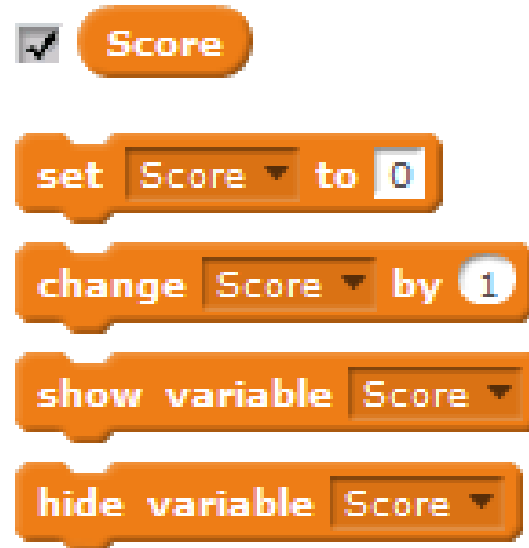 Score
set Score to 0
change Score by 1
show variable Score
hide variable Score